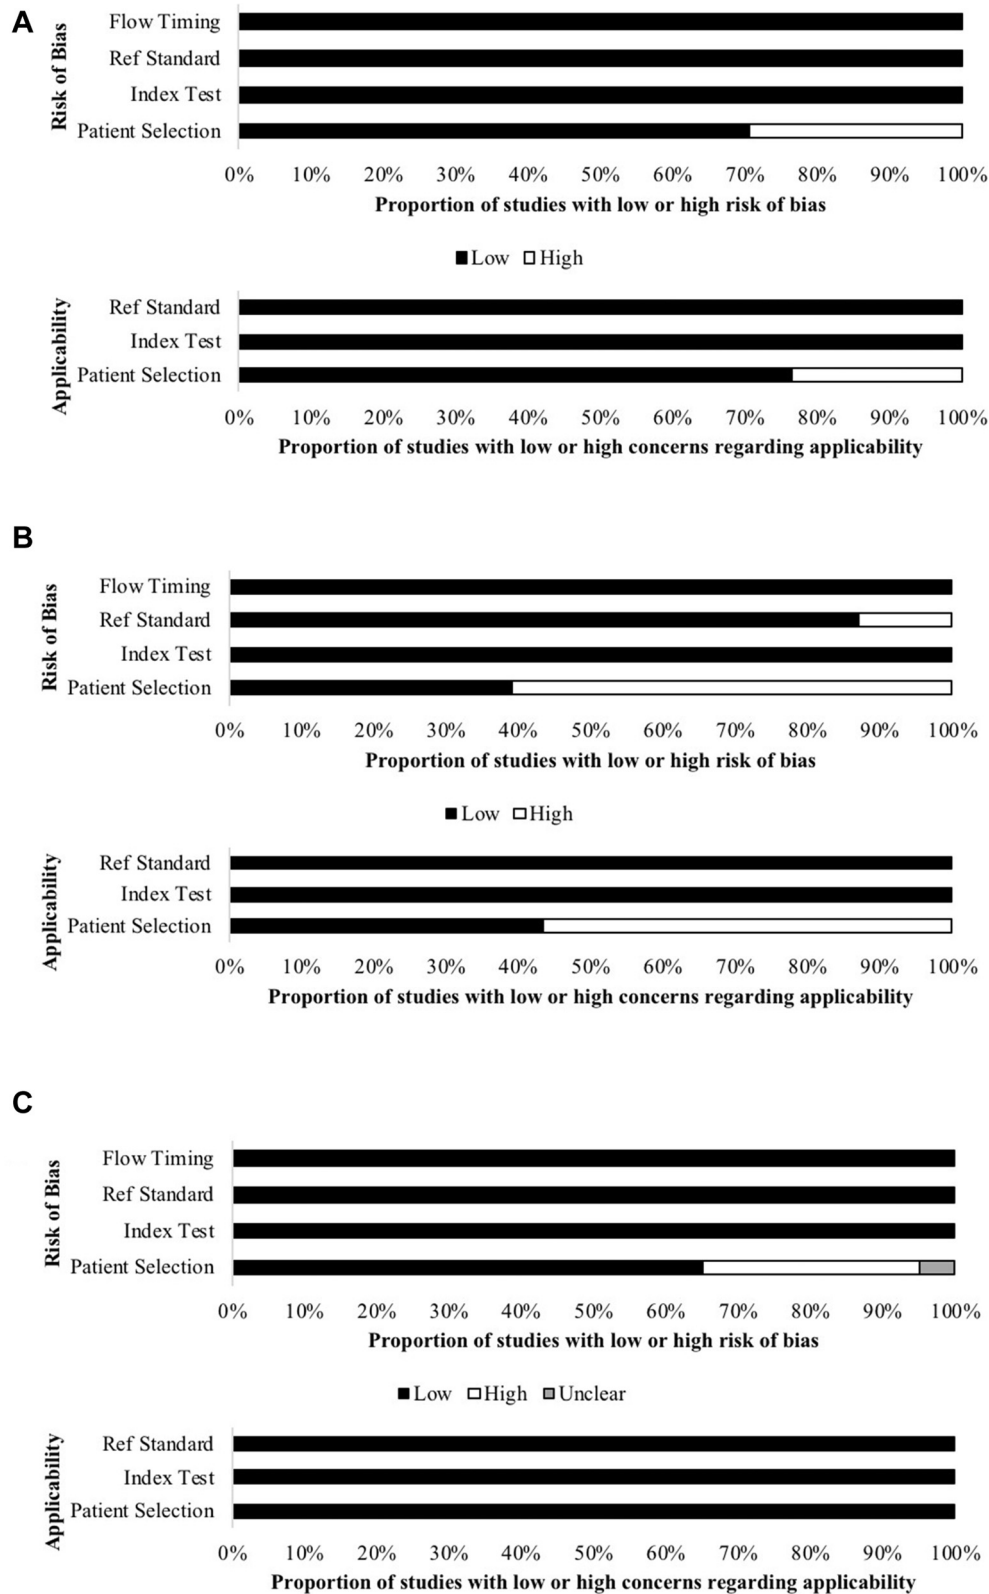 A
Risk of Bias
Flow Timing
Ref Standard
Index Test
Patient Selection
0% 10% 20% 30% 40% 50% 60% 70% 80% 90% 100%
Proportion of studies with low or high risk of bias
Low High
Applicability
Ref Standard
Index Test
Patient Selection
0% 10% 20% 30% 40% 50% 60% 70% 80% 90% 100%
Proportion of studies with low or high concerns regarding applicability
B
Risk of Bias
Flow Timing
Ref Standard
Index Test
Patient Selection
0% 10% 20% 30% 40% 50% 60% 70% 80% 90% 100%
Proportion of studies with low or high risk of bias
Low High
Applicability
Ref Standard
Index Test
Patient Selection
0% 10% 20% 30% 40% 50% 60% 70% 80% 90% 100%
Proportion of studies with low or high concerns regarding applicability
C
Risk of Bias
Flow Timing
Ref Standard
Index Test
Patient Selection
0% 10% 20% 30% 40% 50% 60% 70% 80% 90% 100%
Proportion of studies with low or high risk of bias
Low High Unclear
Applicability
Ref Standard
Index Test
Patient Selection
0% 10% 20% 30% 40% 50% 60% 70% 80% 90% 100%
Proportion of studies with low or high concerns regarding applicability